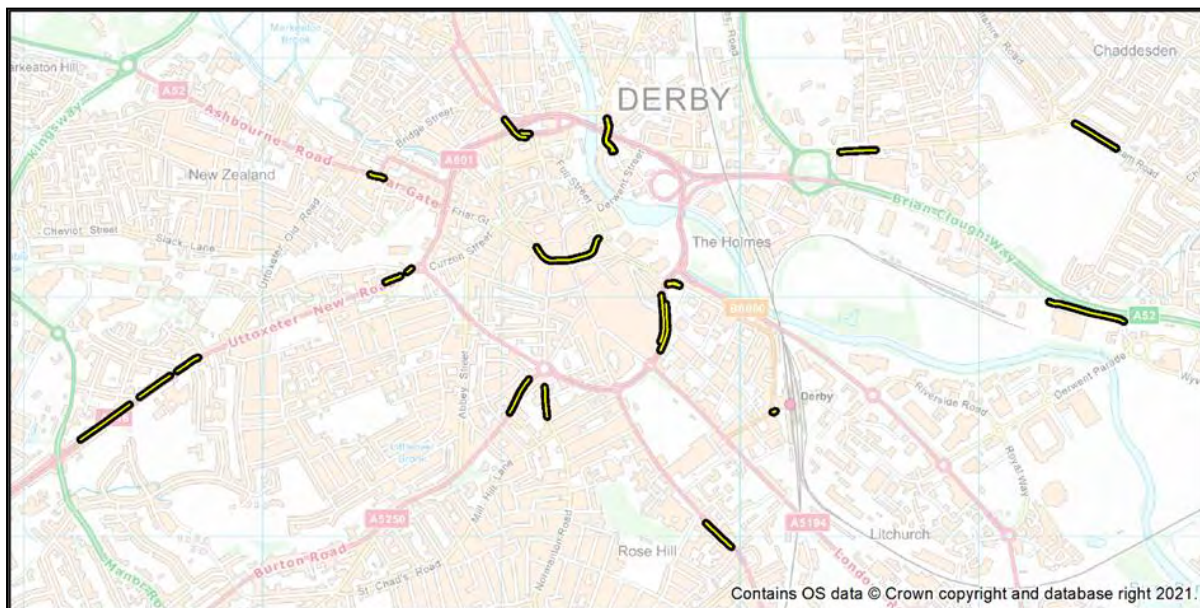 Markeaton Brook
Markeaton Hill
A52
Kingsway
Ashbourne Road
Bridge Street
A601
DERBY
Chaddesden
New Zealand
Friar Gate
Friar Gt
Full Street
Derwent Street
Cheviot Street
Slack Lane
Uttoxeter Old Road
Curzon Street
The Holmes
Brian Clough Way
Uttoxeter New Road
B6000
A52
Abbey Street
Derwent Parade
Riverside Road
Derby
Littleover Brook
Royal Way
Mill Hill Lane
A5250
A5194
Litchurch
Rose Hill
Burton Road
London
Manor
St Chad's Road
Normanton Road
Contains OS data © Crown copyright and database right 2021.